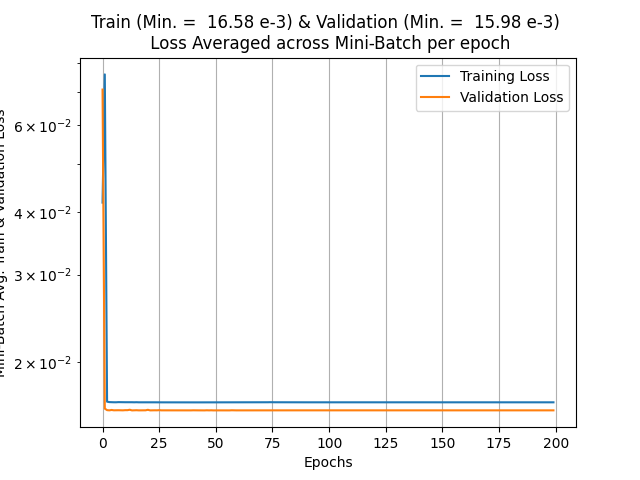 Train (Min. =  16.58 e-3) & Validation (Min. =  15.98 e-3)
Loss Averaged across Mini-Batch per epoch
Training Loss
Validation Loss
6 × 10⁻²
4 × 10⁻²
3 × 10⁻²
2 × 10⁻²
Mini-Batch Avg. Train & Validation Loss
0 25 50 75 100 125 150 175 200
Epochs